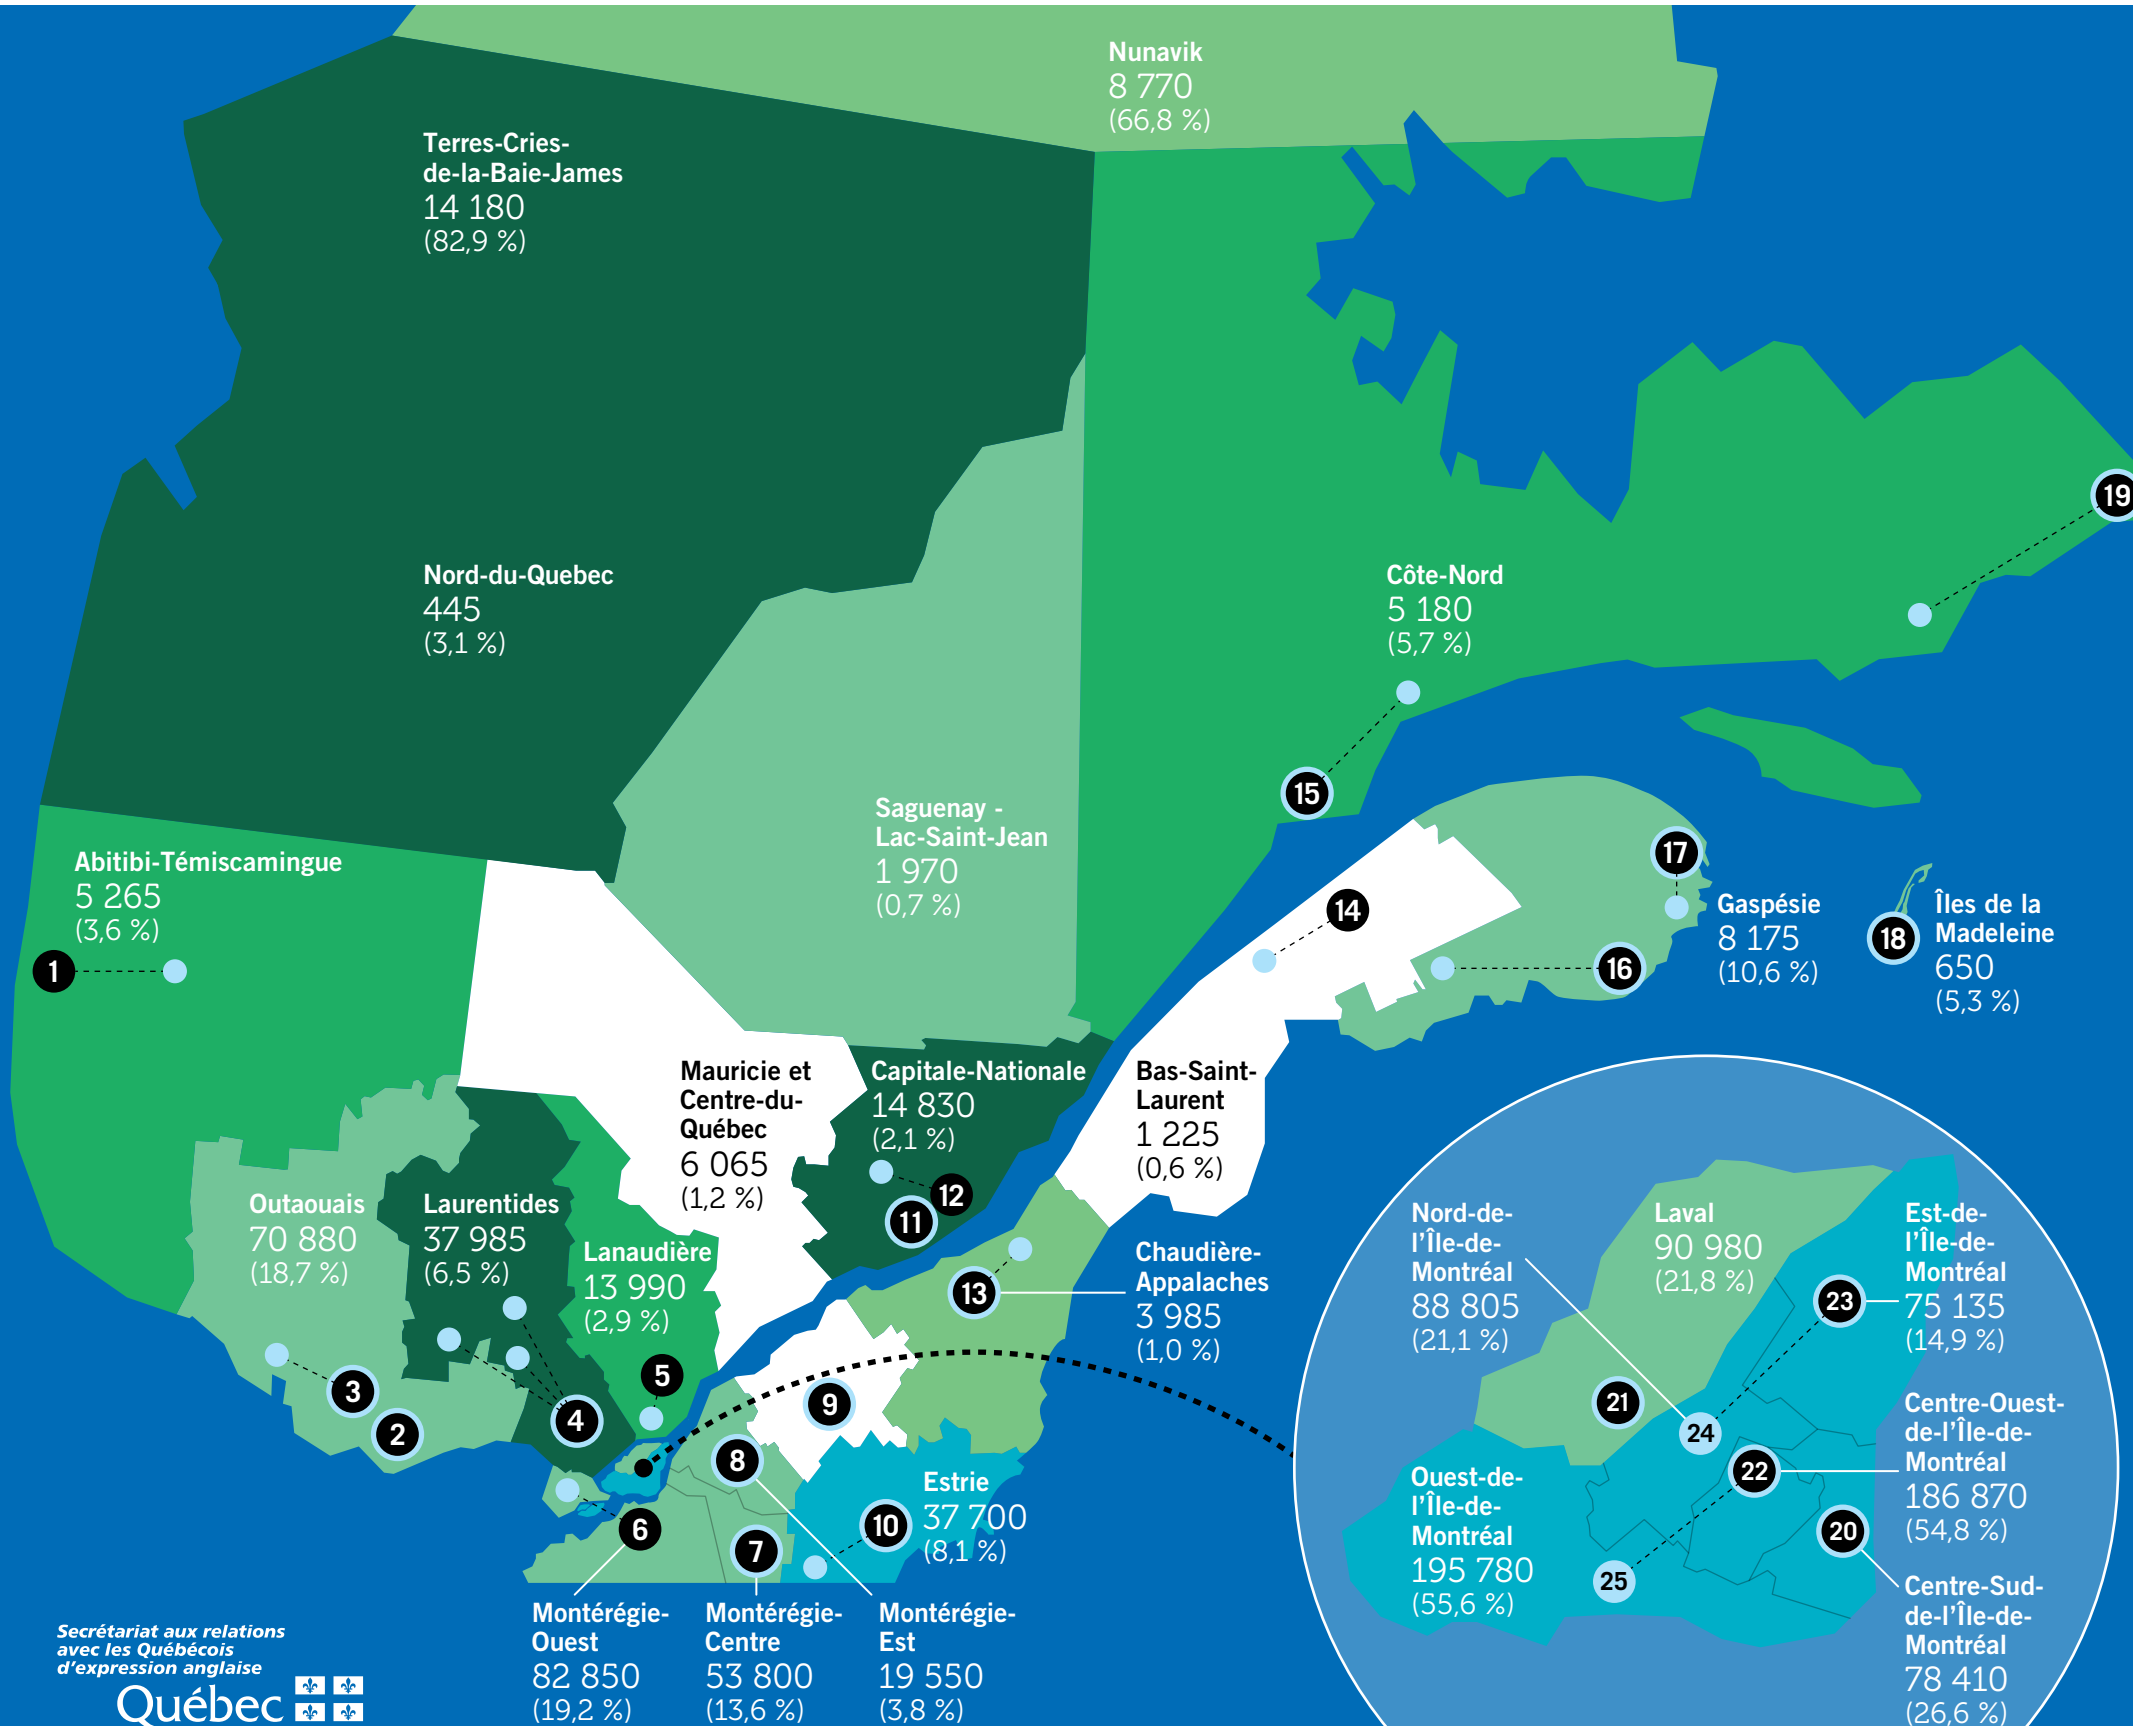 Nunavik
8 770
(66,8 %)
Terres-Cries-
de-la-Baie-James
14 180
(82,9 %)
Nord-du-Quebec
445
(3,1 %)
Côte-Nord
5 180
(5,7 %)
19
15
Saguenay -
Lac-Saint-Jean
1 970
(0,7 %)
Abitibi-Témiscamingue
5 265
(3,6 %)
1
14
17
16
Gaspésie
8 175
(10,6 %)
18
Îles de la
Madeleine
650
(5,3 %)
Mauricie et
Centre-du-
Québec
6 065
(1,2 %)
Capitale-Nationale
14 830
(2,1 %)
12
11
Bas-Saint-
Laurent
1 225
(0,6 %)
Outaouais
70 880
(18,7 %)
3
2
Laurentides
37 985
(6,5 %)
4
Lanaudière
13 990
(2,9 %)
5
13
Chaudière-
Appalaches
3 985
(1,0 %)
9
8
6
7
10
Estrie
37 700
(8,1 %)
Montérégie-
Ouest
82 850
(19,2 %)
Montérégie-
Centre
53 800
(13,6 %)
Montérégie-
Est
19 550
(3,8 %)
Nord-de-
l'Île-de-
Montréal
88 805
(21,1 %)
Laval
90 980
(21,8 %)
Est-de-
l'Île-de-
Montréal
75 135
(14,9 %)
23
21
24
22
Centre-Ouest-
de-l'Île-de-
Montréal
186 870
(54,8 %)
Ouest-de-
l'Île-de-
Montréal
195 780
(55,6 %)
25
20
Centre-Sud-
de-l'Île-de-
Montréal
78 410
(26,6 %)
Secrétariat aux relations
avec les Québécois
d'expression anglaise
Québec